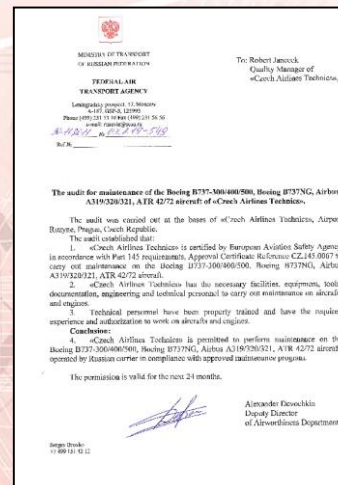 MINISTRY OF TRANSPORT
OF RUSSIAN FEDERATION
FEDERAL AIR
TRANSPORT AGENCY
Leningradsky prospect, 37, Moscow
A-167, GSP-3, 125993
To: Robert Jancek
Quality Manager of
«Czech Airlines Technics»
The audit for maintenance of the Boeing B737-300/400/500, Boeing B737NG, Airbus
A319/320/321, ATR 42/72 aircraft of «Czech Airlines Technics».
The audit was carried out at the bases of «Czech Airlines Technics», Airport
Ruzyne, Prague, Czech Republic.
The audit established that:
1. «Czech Airlines Technics» is certified by European Aviation Safety Agency
in accordance with Part 145 requirements, Approval Certificate Reference CZ.145.0067 to
carry out maintenance on the Boeing B737-300/400/500, Boeing B737NG, Airbus
A319/320/321, ATR 42/72 aircraft.
2. «Czech Airlines Technics» has the necessary facilities, equipment, tools,
documentation, engineering and technical personnel to carry out maintenance on aircraft
and engines.
3. Technical personnel have been properly trained and have the required
experience and authorization to work on aircrafts and engines.
Conclusion:
4. «Czech Airlines Technics» is permitted to perform maintenance on the
Boeing B737-300/400/500, Boeing B737NG, Airbus A319/320/321, ATR 42/72 aircraft
operated by Russian carrier in compliance with approved maintenance program.
The permission is valid for the next 24 months.
Alexander
Deputy Director
of Airworthiness Department